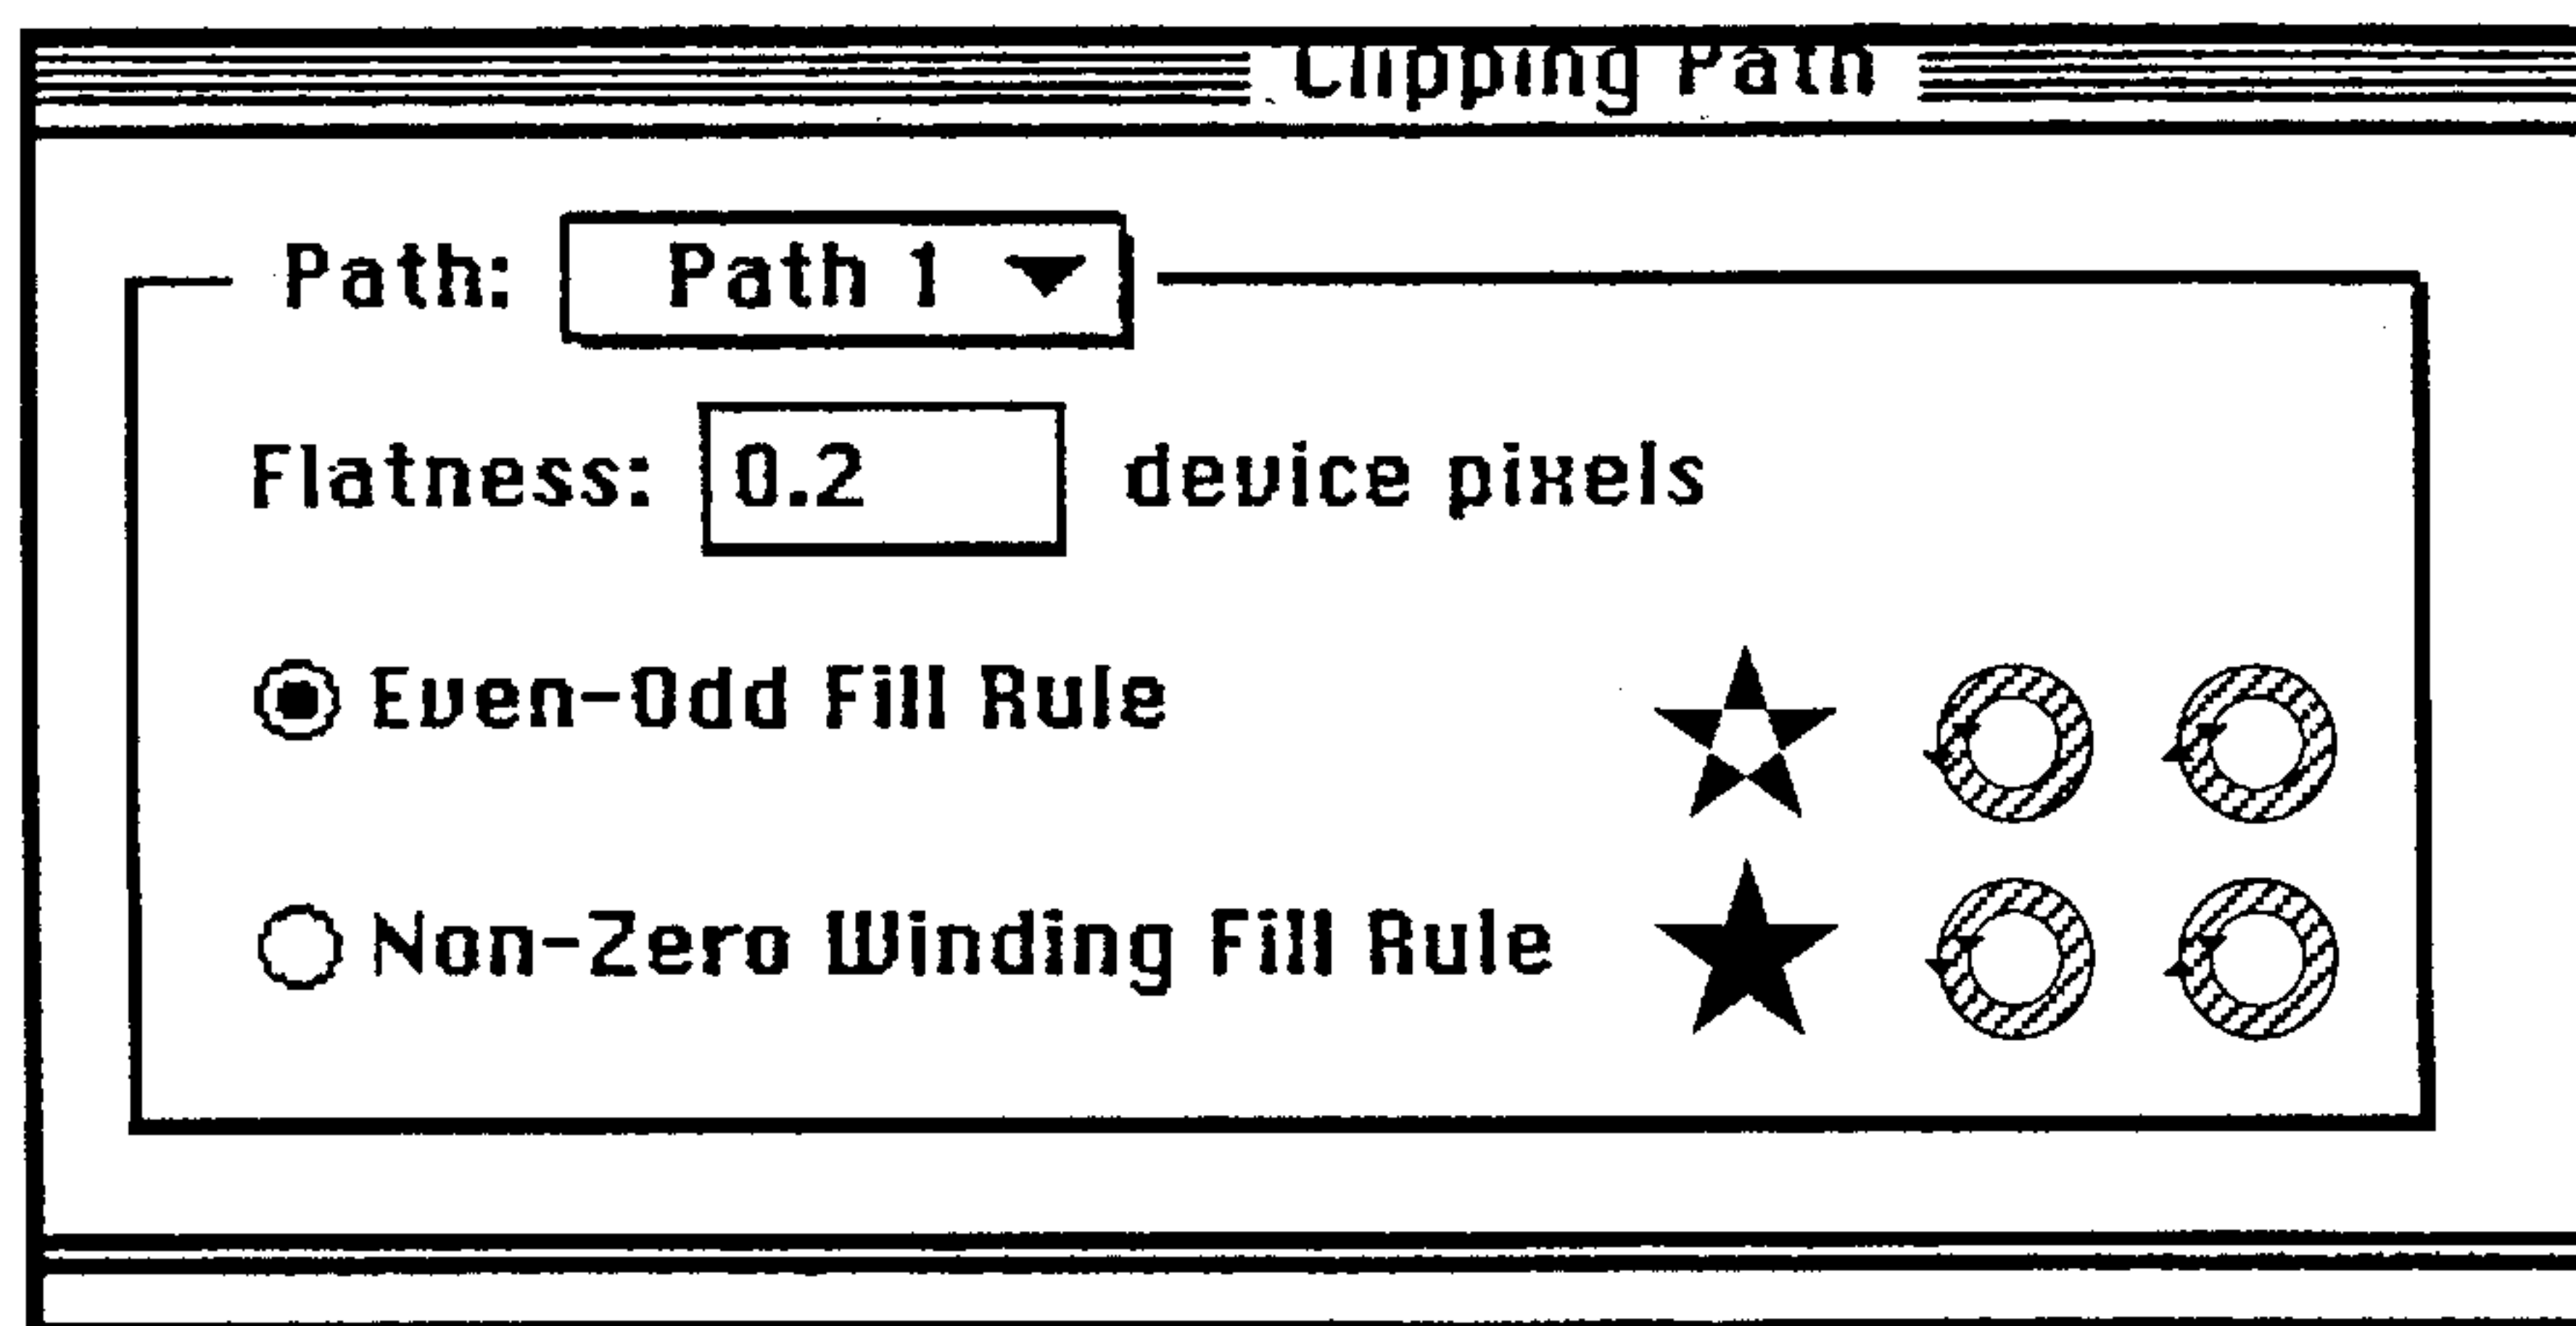 Clipping Path
Path: Path 1
Flatness: 0.2 device pixels
Even-Odd Fill Rule
Non-Zero Winding Fill Rule